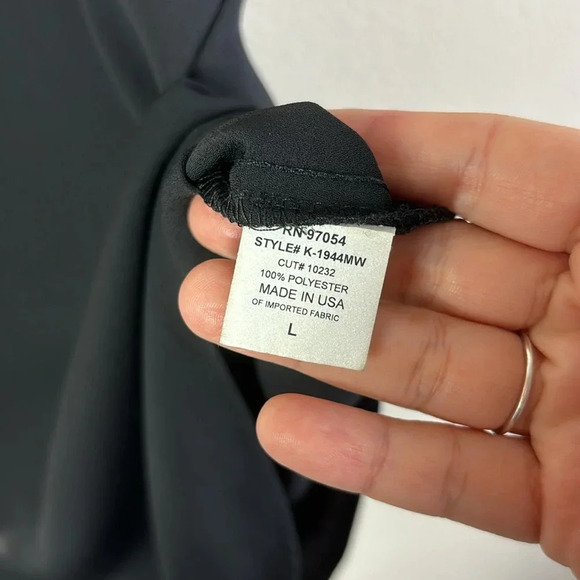 RN 97054
STYLE# K-1944MW
CUT# 10232
100% POLYESTER
MADE IN USA
OF IMPORTED FABRIC
L